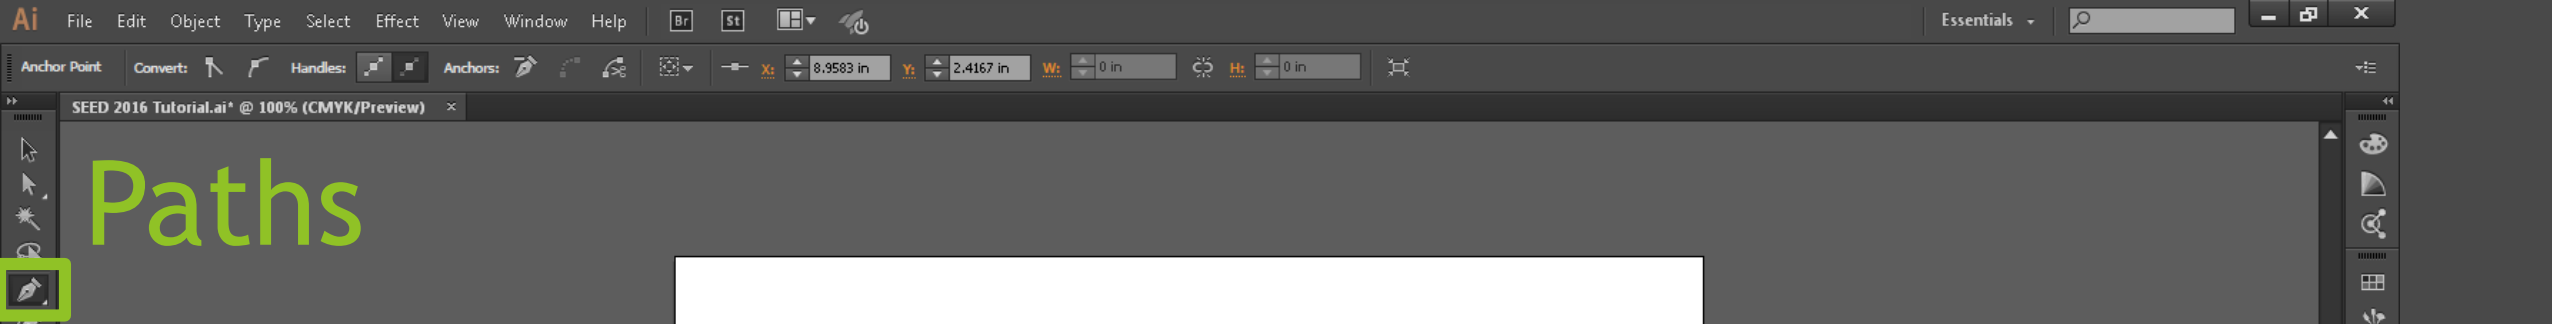 Ai File Edit Object Type Select Effect View Window Help Br St Essentials
Anchor Point Convert: Handles: Anchors: X: 8.9583 in Y: 2.4167 in W: 0 in H: 0 in
SEED 2016 Tutorial.ai* @ 100% (CMYK/Preview) ×
Paths